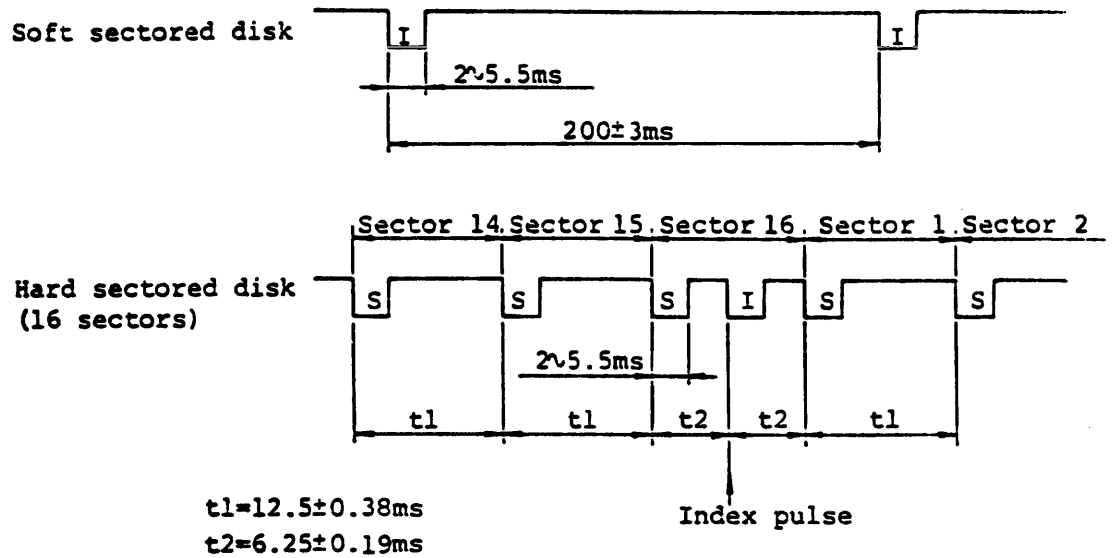 Soft sectored disk
I
I
2~5.5ms
200±3ms
Sector 14 Sector 15 Sector 16 Sector 1 Sector 2
Hard sectored disk
(16 sectors)
S
S
S
I
S
S
2~5.5ms
t1
t1
t2
t2
t1
t1=12.5±0.38ms
Index pulse
t2=6.25±0.19ms